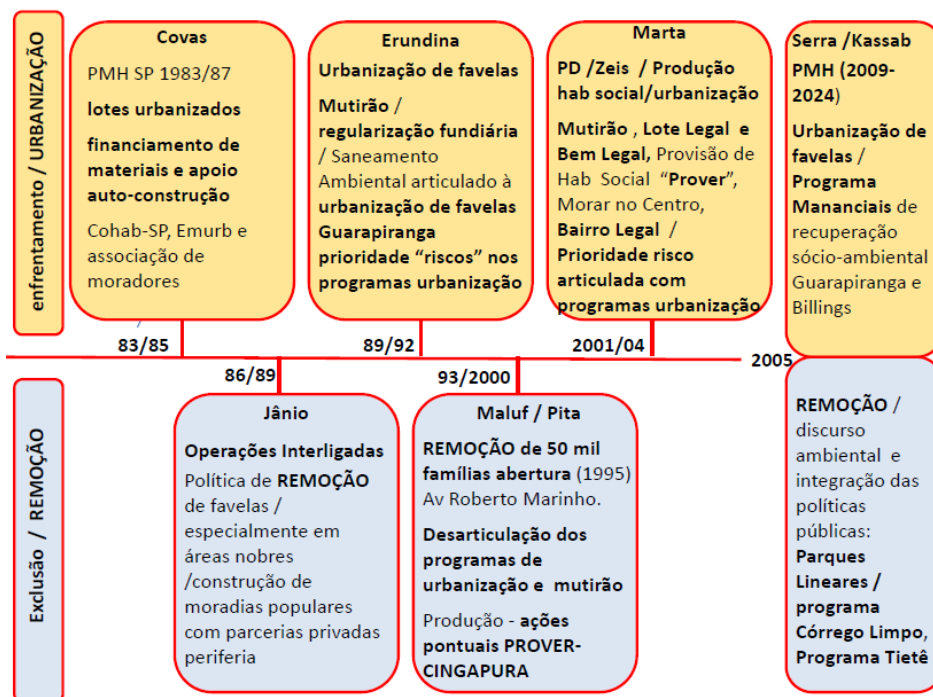 enfrentamento / URBANIZAÇÃO
Covas
PMH SP 1983/87
lotes urbanizados
financiamento de
materiais e apoio
auto-construção
Cohab-SP, Emurb e
associação de
moradores
Erundina
Urbanização de favelas
Mutirão /
regularização fundiária
/ Saneamento
Ambiental articulado à
urbanização de favelas
Guarapiranga
prioridade “riscos” nos
programas urbanização
Marta
PD /Zeis / Produção
hab social/urbanização
Mutirão , Lote Legal e
Bem Legal, Provisão de
Hab Social “Prover”,
Morar no Centro,
Bairro Legal /
Prioridade risco
articulada com
programas urbanização
Serra /Kassab
PMH (2009-
2024)
Urbanização de
favelas /
Programa
Mananciais de
recuperação
sócio-ambiental
Guarapiranga e
Billings
83/85
89/92
2001/04
2005
86/89
93/2000
Exclusão / REMOÇÃO
Jânio
Operações Interligadas
Política de REMOÇÃO
de favelas /
especialmente em
áreas nobres
/construção de
moradias populares
com parcerias privadas
periferia
Maluf / Pita
REMOÇÃO de 50 mil
famílias abertura (1995)
Av Roberto Marinho.
Desarticulação dos
programas de
urbanização e mutirão
Produção - ações
pontuais PROVER-
CINGAPURA
REMOÇÃO /
discurso
ambiental e
integração das
políticas
públicas:
Parques
Lineares /
programa
Córrego Limpo,
Programa Tietê